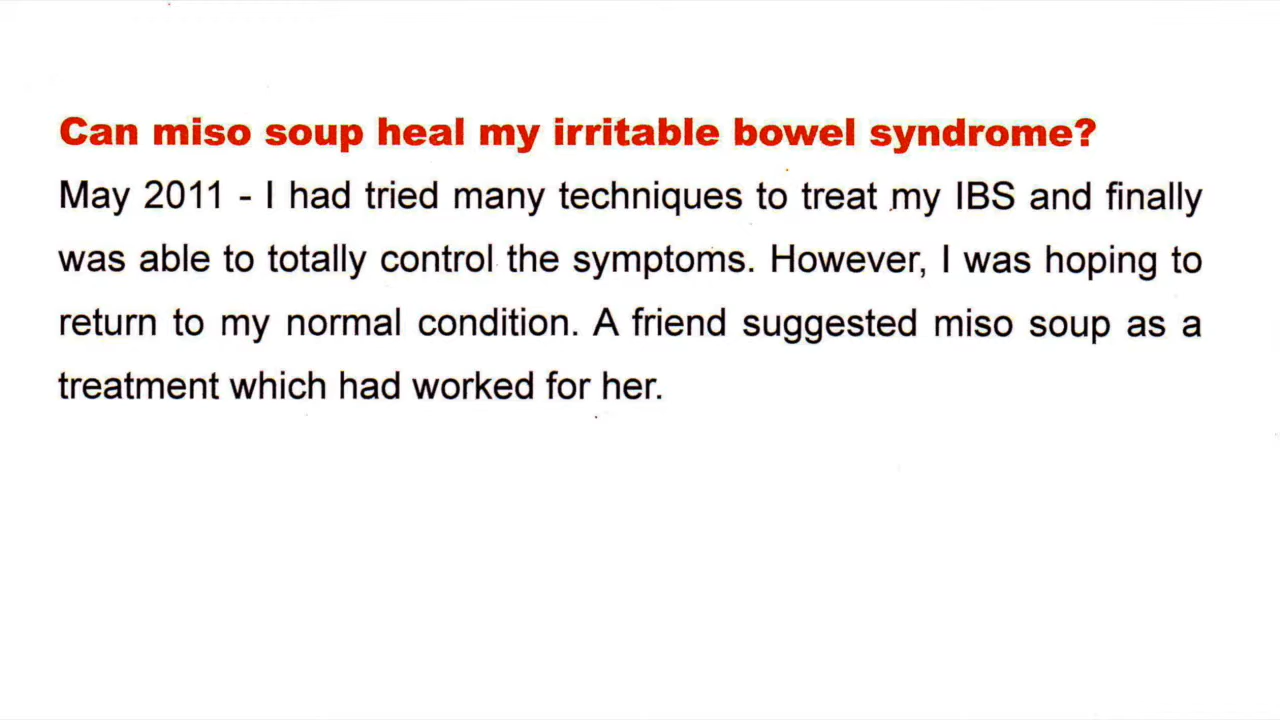 Can miso soup heal my irritable bowel syndrome?
May 2011 - I had tried many techniques to treat my IBS and finally
was able to totally control the symptoms. However, I was hoping to
return to my normal condition. A friend suggested miso soup as a
treatment which had worked for her.